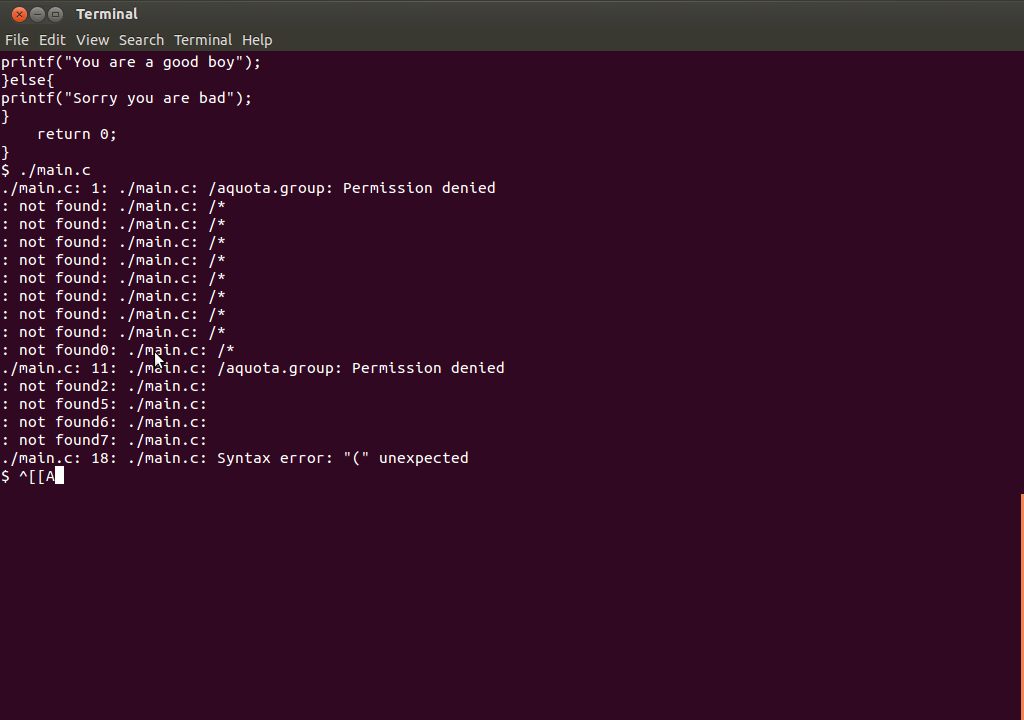 Terminal
File Edit View Search Terminal Help
printf("You are a good boy");
}else{
printf("Sorry you are bad");
}
    return 0;
}
$ ./main.c
./main.c: 1: ./main.c: /aquota.group: Permission denied
: not found: ./main.c: /*
: not found: ./main.c: /*
: not found: ./main.c: /*
: not found: ./main.c: /*
: not found: ./main.c: /*
: not found: ./main.c: /*
: not found: ./main.c: /*
: not found: ./main.c: /*
: not found0: ./main.c: /*
./main.c: 11: ./main.c: /aquota.group: Permission denied
: not found2: ./main.c:
: not found5: ./main.c:
: not found6: ./main.c:
: not found7: ./main.c:
./main.c: 18: ./main.c: Syntax error: "(" unexpected
$ ^[[A